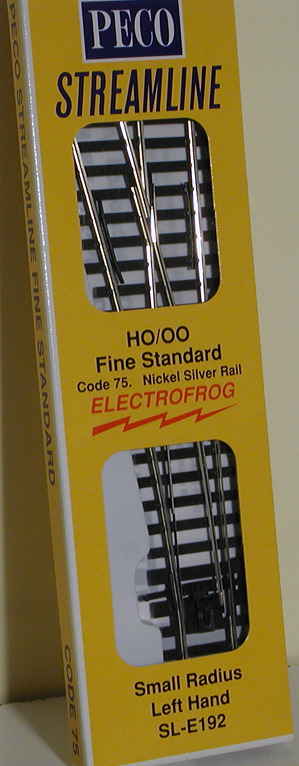 PECO
STREAMLINE
HO/OO
Fine Standard
Code 75. Nickel Silver Rail
ELECTROFROG
Small Radius
Left Hand
SL-E192
PECO STREAMLINE FINE STANDARD
CODE 75